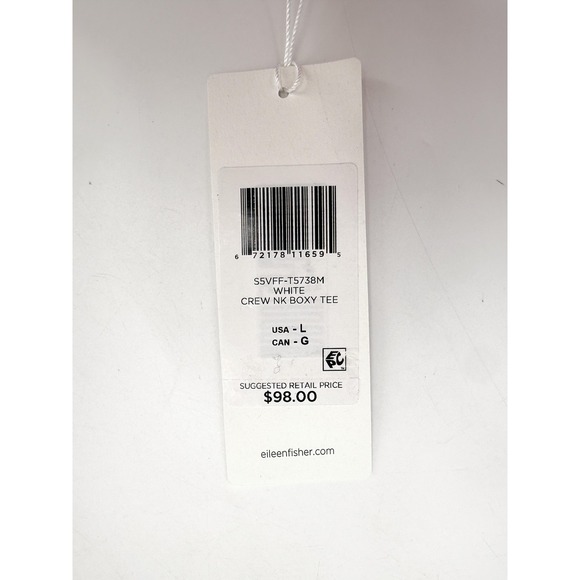 6 72178 11659 5
S5VFF-T5738M
WHITE
CREW NK BOXY TEE
USA - L
CAN - G
EPC
SUGGESTED RETAIL PRICE
$98.00
eileenfisher.com